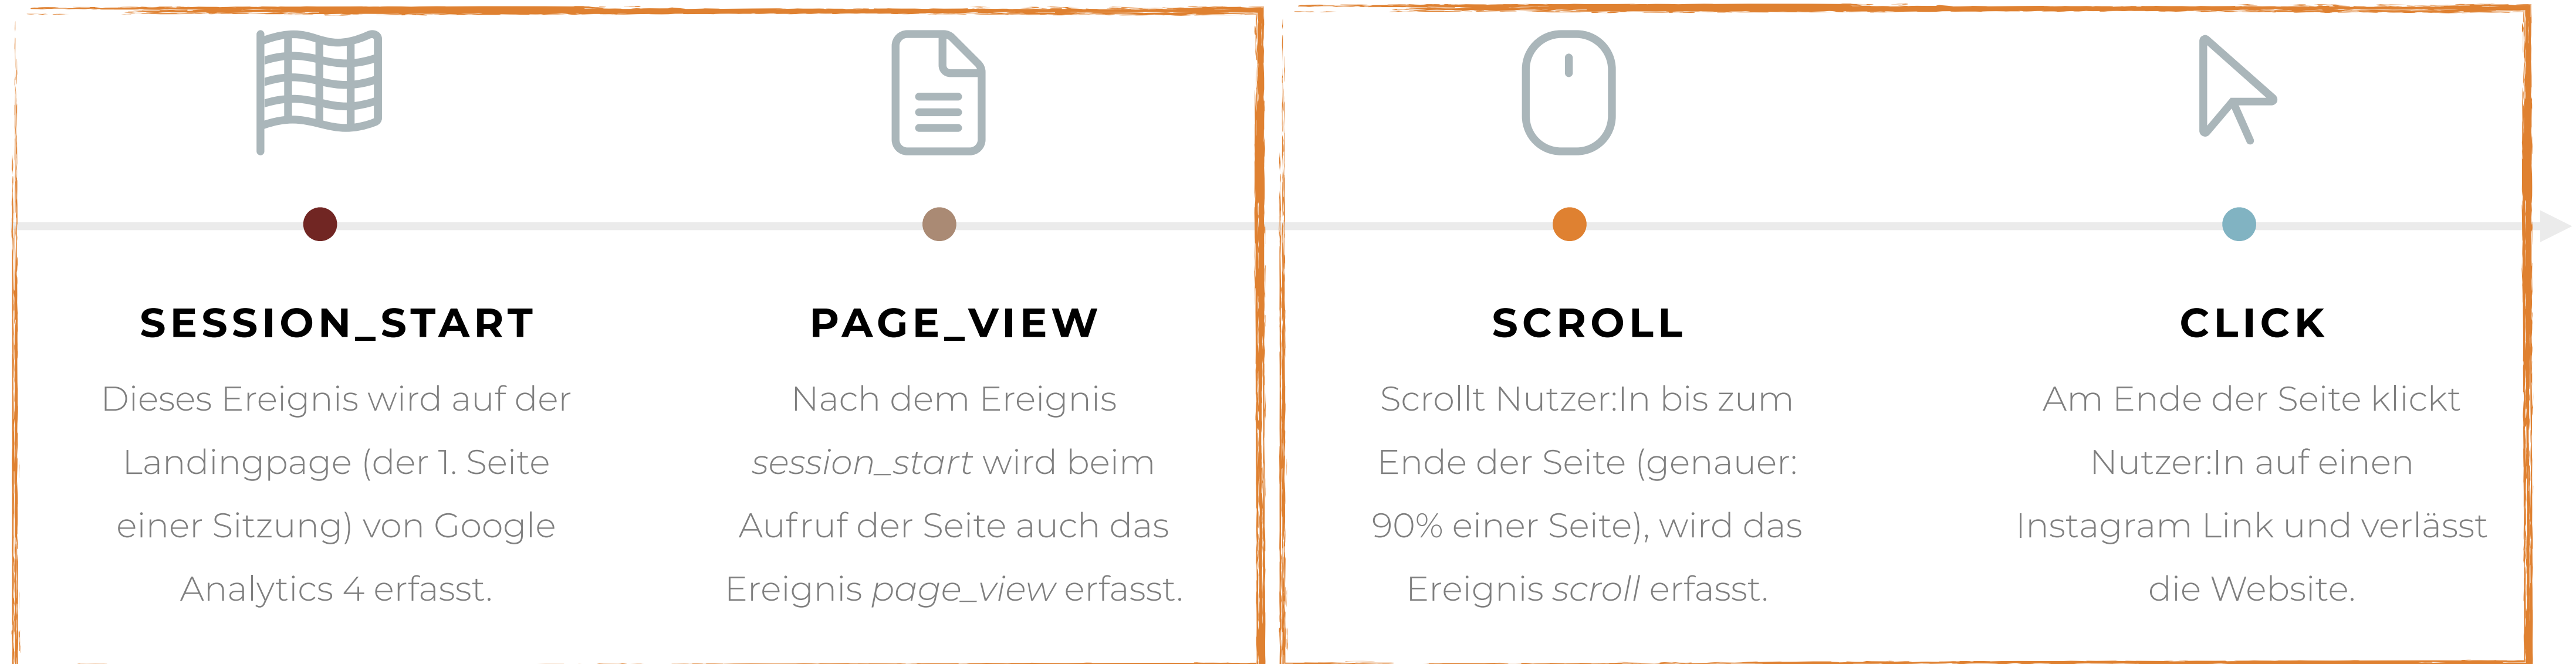 SESSION_START
Dieses Ereignis wird auf der
Landingpage (der 1. Seite
einer Sitzung) von Google
Analytics 4 erfasst.
PAGE_VIEW
Nach dem Ereignis
session_start wird beim
Aufruf der Seite auch das
Ereignis page_view erfasst.
SCROLL
Scrollt Nutzer:In bis zum
Ende der Seite (genauer:
90% einer Seite), wird das
Ereignis scroll erfasst.
CLICK
Am Ende der Seite klickt
Nutzer:In auf einen
Instagram Link und verlässt
die Website.